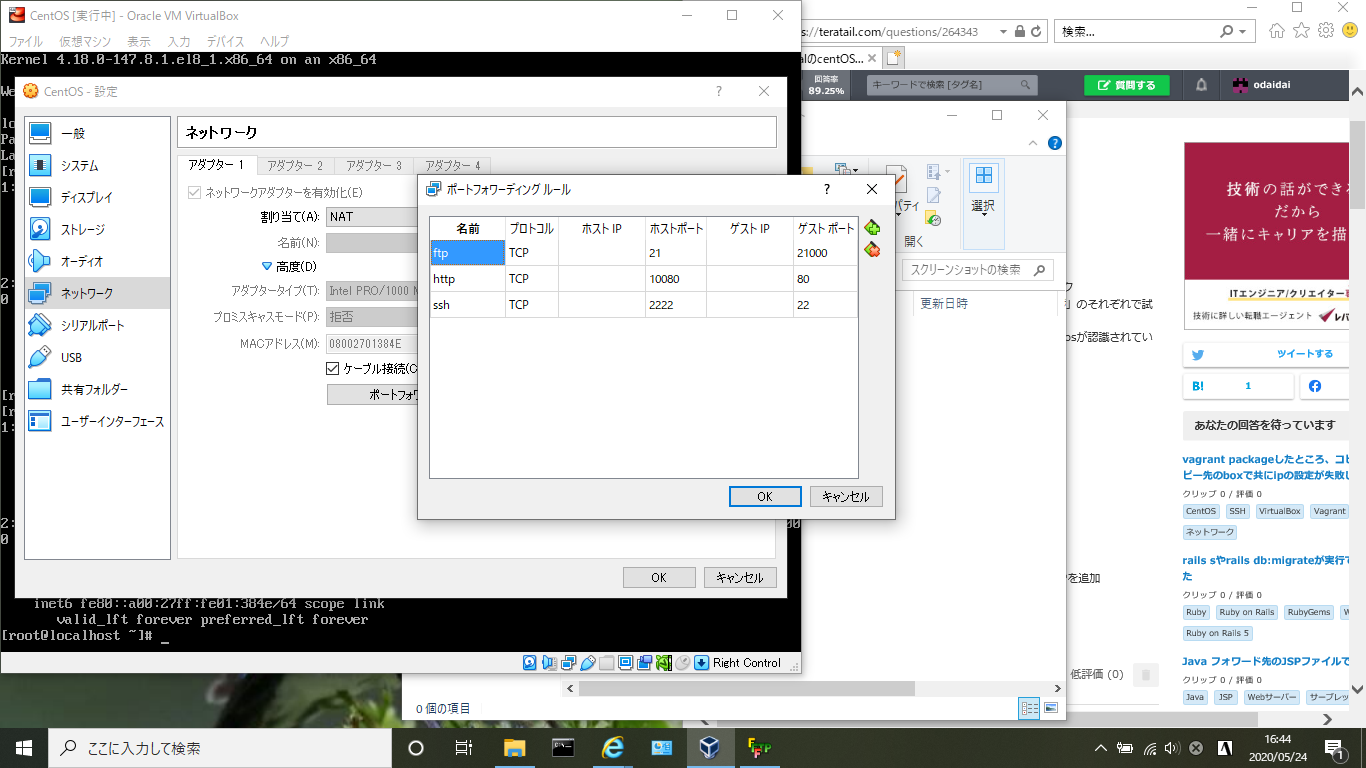 CentOS [実行中] - Oracle VM VirtualBox
ファイル 仮想マシン 表示 入力 デバイス ヘルプ
Kernel 4.18.0-147.8.1.el8_1.x86_64 on an x86_64
We
CentOS - 設定
?
lo
Pa
La
[r
1:
2:
0
[r
[r
1:
2:
00
0
一般
システム
ディスプレイ
ストレージ
オーディオ
ネットワーク
シリアルポート
USB
共有フォルダー
ユーザーインターフェース
ネットワーク
アダプター 1 アダプター 2 アダプター 3 アダプター 4
ネットワークアダプターを有効化(E)
割り当て(A): NAT
名前(N):
高度(D)
アダプタータイプ(T): Intel PRO/1000 M
プロミスキャスモード(P): 拒否
MACアドレス(M): 08002701384E
ケーブル接続(C
ポートフォワ
OK キャンセル
ポートフォワーディング ルール
?
名前 プロトコル ホスト IP ホストポート ゲスト IP ゲスト ポート
ftp TCP 21 21000
http TCP 10080 80
ssh TCP 2222 22
OK キャンセル
inet6 fe80::a00:27ff:fe01:384e/64 scope link
valid_lft forever preferred_lft forever
[root@localhost ~]# _
Right Control
s://teratail.com/questions/264343
検索...
alのcentOS...
回答率
89.25%
キーワードで検索 [タグ名]
質問する
odaidai
パティ
開く
選択
スクリーンショットの検索
更新日時
ク
」のそれぞれで試
osが認識されてい
を追加
低評価 (0)
0 個の項目
技術の話ができ
だから
一緒にキャリアを描
ITエンジニア/クリエイター
技術に詳しい転職エージェント レバ
ツイートする
B! 1
あなたの回答を待っています
vagrant packageしたところ、コピ
ピー先のboxで共にipの設定が失敗し
クリップ 0 / 評価 0
CentOS SSH VirtualBox Vagrant
ネットワーク
rails sやrails db:migrateが実行で
た
クリップ 0 / 評価 0
Ruby Ruby on Rails RubyGems W
Ruby on Rails 5
Java フォワード先のJSPファイルで
クリップ 0 / 評価 0
Java JSP Webサーバー サーブレッ
ここに入力して検索
FFTP
A
16:44
2020/05/24
1